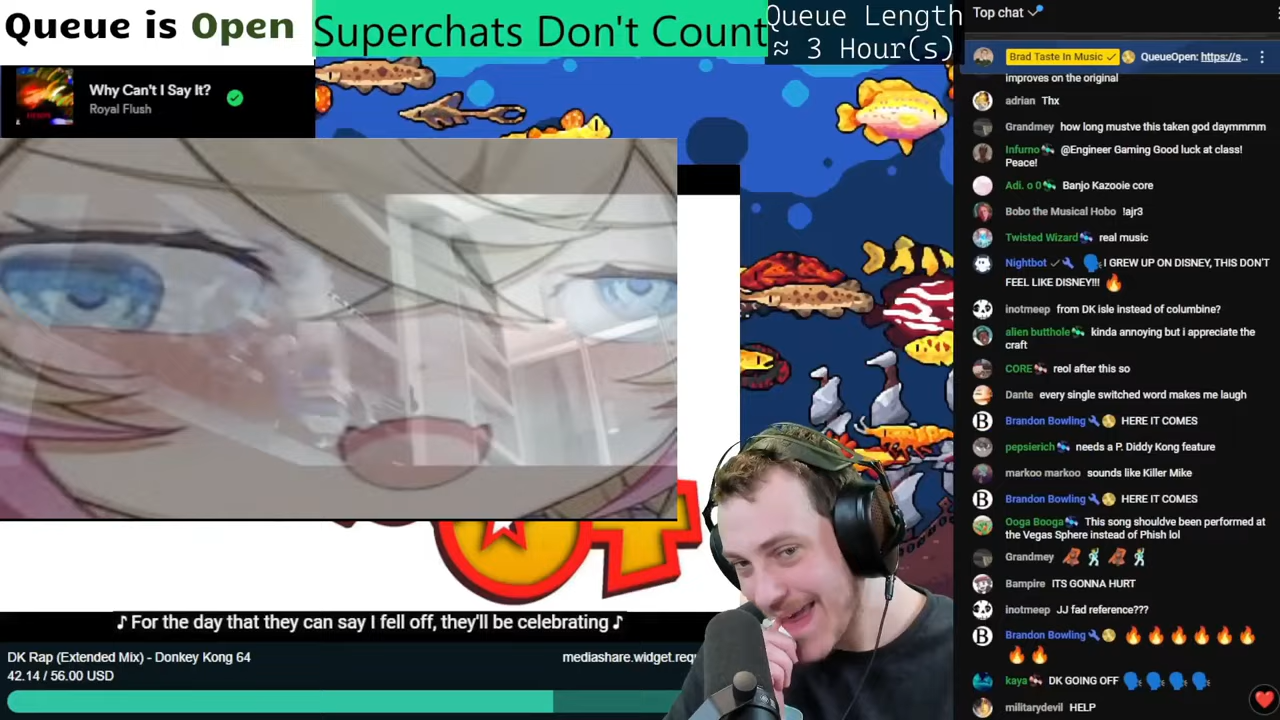 Queue is Open
Superchats Don't Count
Queue Length
≈ 3 Hour(s)
Why Can't I Say It?
Royal Flush
♪ For the day that they can say I fell off, they'll be celebrating ♪
DK Rap (Extended Mix) - Donkey Kong 64
mediashare.widget.requ
42.14 / 56.00 USD
Top chat
Brad Taste In Music QueueOpen: https://s...
improves on the original
adrian Thx
Grandmey how long mustve this taken god daymmmm
Infurno @Engineer Gaming Good luck at class!
Peace!
Adi. o 0 Banjo Kazooie core
Bobo the Musical Hobo !ajr3
Twisted Wizard real music
Nightbot 🗣 I GREW UP ON DISNEY, THIS DON'T
FEEL LIKE DISNEY!!! 🔥
inotmeep from DK isle instead of columbine?
alien butthole kinda annoying but i appreciate the
craft
CORE reol after this so
Dante every single switched word makes me laugh
Brandon Bowling HERE IT COMES
pepsierich needs a P. Diddy Kong feature
markoo markoo sounds like Killer Mike
Brandon Bowling HERE IT COMES
Ooga Booga This song shouldve been performed at
the Vegas Sphere instead of Phish lol
Grandmey
Bampire ITS GONNA HURT
inotmeep JJ fad reference???
Brandon Bowling 🔥🔥🔥🔥🔥🔥
🔥🔥
kaya DK GOING OFF 🗣🗣🗣🗣
militarydevil HELP